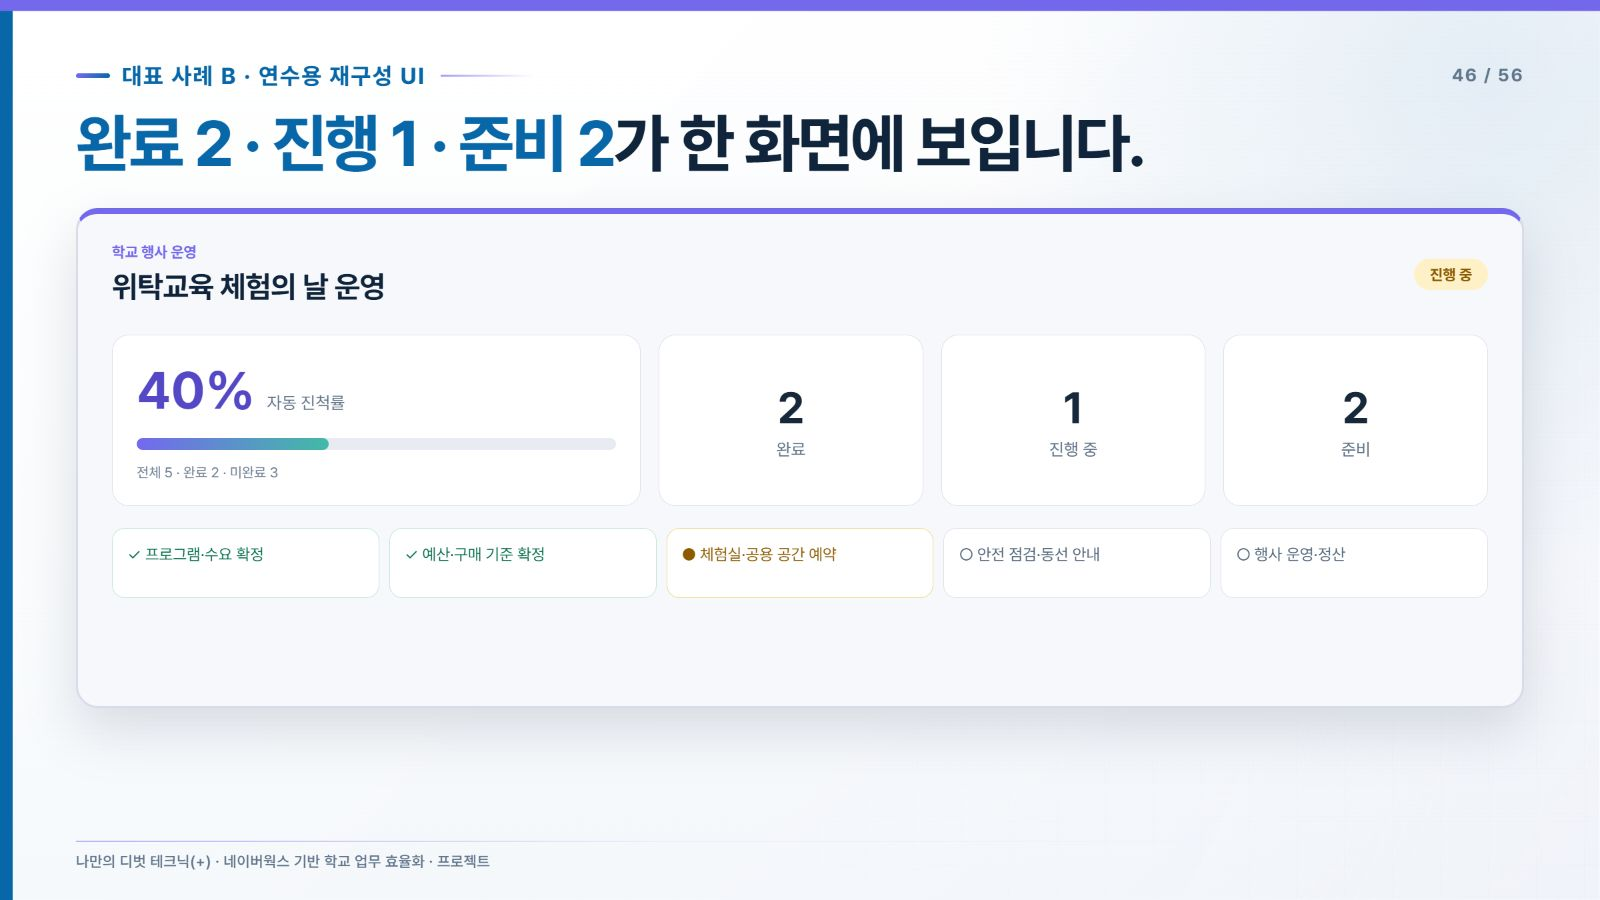 대표 사례 B · 연수용 재구성 UI
46 / 56
완료 2 · 진행 1 · 준비 2가 한 화면에 보입니다.
학교 행사 운영
위탁교육 체험의 날 운영
진행 중
40% 자동 진척률
전체 5 · 완료 2 · 미완료 3
2
완료
1
진행 중
2
준비
✓ 프로그램·수요 확정
✓ 예산·구매 기준 확정
● 체험실·공용 공간 예약
○ 안전 점검·동선 안내
○ 행사 운영·정산
나만의 디벗 테크닉(+) · 네이버웍스 기반 학교 업무 효율화 · 프로젝트